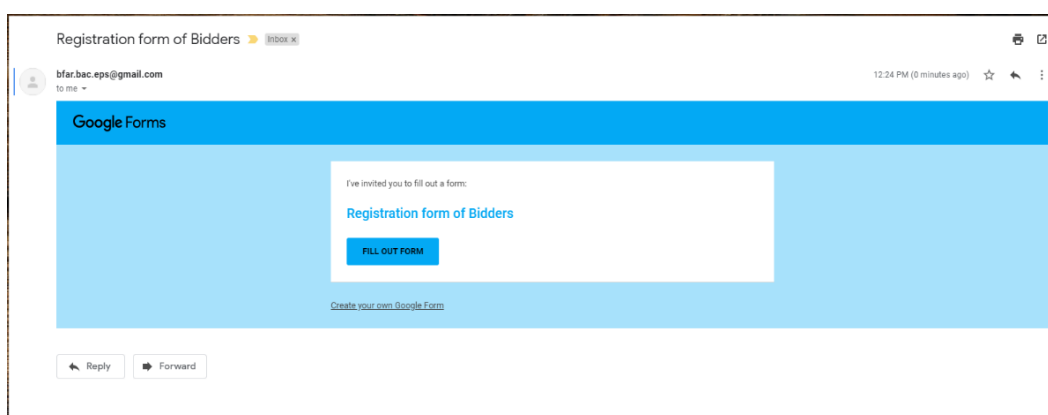 Registration form of Bidders Inbox x
bfar.bac.eps@gmail.com 12:24 PM (0 minutes ago)
to me
Google Forms
I've invited you to fill out a form:
Registration form of Bidders
FILL OUT FORM
Create your own Google Form
Reply Forward